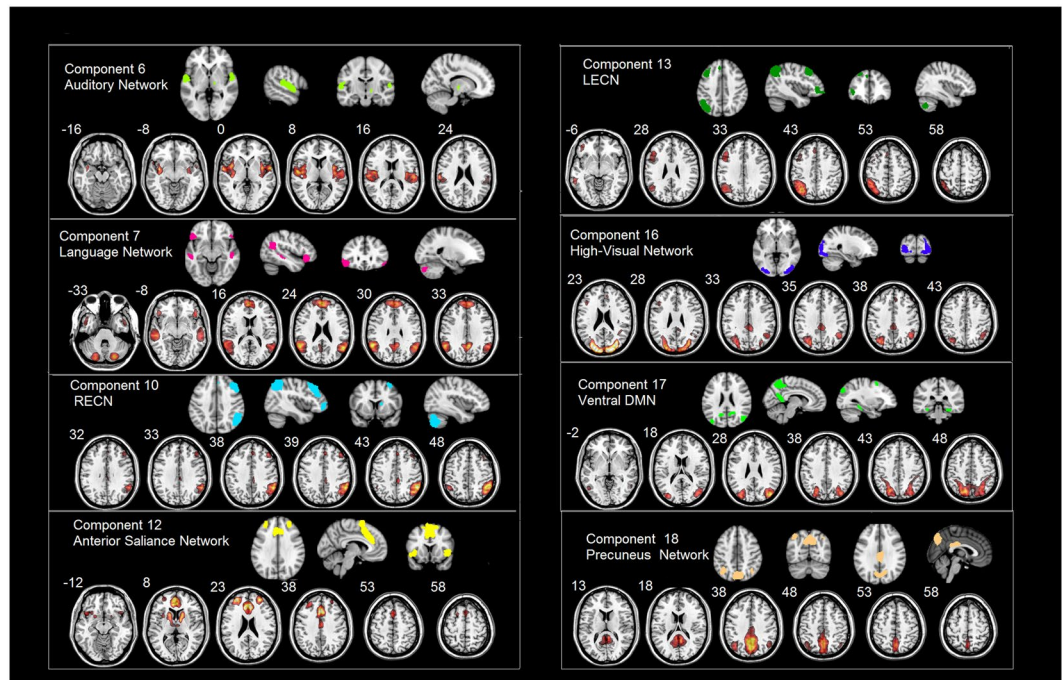 Component 6
Auditory Network
-16 -8 0 8 16 24
Component 7
Language Network
-33 -8 16 24 30 33
Component 10
RECN
32 33 38 39 43 48
Component 12
Anterior Saliance Network
-12 8 23 38 53 58
Component 13
LECN
-6 28 33 43 53 58
Component 16
High-Visual Network
23 28 33 35 38 43
Component 17
Ventral DMN
-2 18 28 38 43 48
Component 18
Precuneus Network
13 18 38 48 53 58